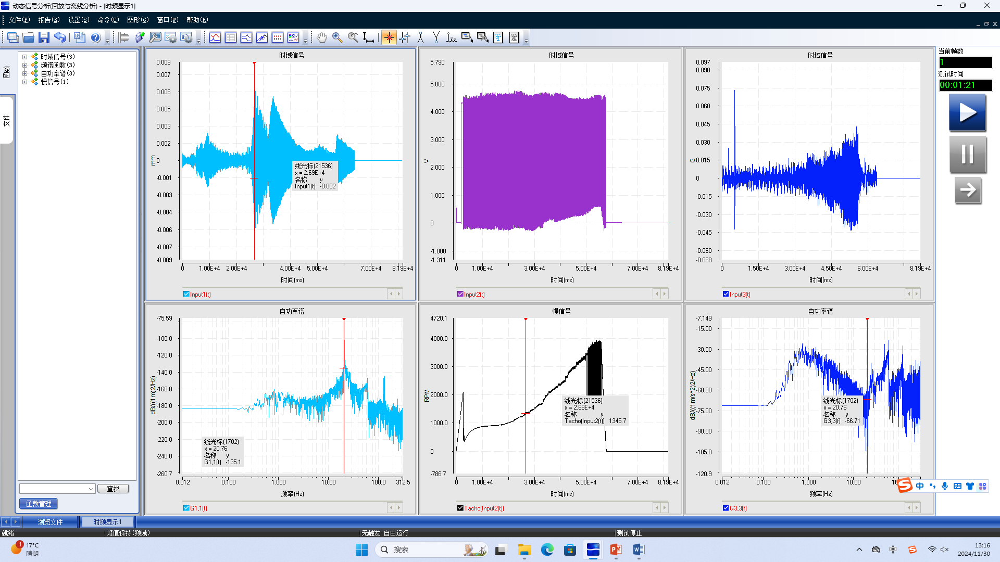 动态信号分析(回放与离线分析) - [时频显示1]
文件(F) 报告(R) 设置(S) 命令(C) 图形(G) 窗口(W) 帮助(H)
函数
文件
时域信号(3)
频谱函数(3)
自功率谱(3)
慢信号(1)
查找
函数管理
时域信号
0.009
0.007
0.006
0.005
0.003
0.002
0
-0.001
-0.003
-0.004
-0.006
-0.007
-0.009
mm
线光标(21536)
x = 2.69E+4
名称 y
Input1(t) -0.002
0 1.00E+4 2.00E+4 4.00E+4 5.00E+4 7.00E+4 8.19E+4
时间(ms)
Input1(t)
时域信号
5.790
5.000
4.000
3.000
2.000
1.000
0
-1.000
-1.311
V
0 1.00E+4 3.00E+4 5.00E+4 7.00E+4 8.19E+4
时间(ms)
Input2(t)
时域信号
0.097
0.090
0.075
0.060
0.045
0.030
0.015
0
-0.015
-0.030
-0.045
-0.060
-0.068
G
0 1.50E+4 3.00E+4 4.50E+4 6.00E+4 8.19E+4
时间(ms)
Input3(t)
当前帧数
1
测试时间
00:01:21
自功率谱
-75.59
-100.0
-120.0
-140.0
-160.0
-180.0
-200.0
-220.0
-240.0
-260.7
dB/((1m)2/Hz)
线光标(1702)
x = 20.76
名称 y
G1,1(f) -135.1
0.012 0.100 1.000 10.00 100.0 312.5
频率(Hz)
G1,1(f)
慢信号
4720.1
4000.0
3000.0
2000.0
1000.0
0
-786.7
RPM
线光标(21536)
x = 2.69E+4
名称 y
Tacho(Input2(t)) 1345.7
0 1.00E+4 3.00E+4 5.00E+4 7.00E+4 8.19E+4
时间(ms)
Tacho(Input2(t))
自功率谱
-7.149
-15.00
-30.00
-45.00
-60.00
-75.00
-90.00
-105.0
-120.9
dB/((1m/s^2)2/Hz)
线光标(1702)
x = 20.76
名称 y
G3,3(f) -66.71
0.012 0.100 1.000 10.00
频率(Hz)
G3,3(f)
中
浏览文件 时频显示1
就绪 峰值保持(频域) 无触发 自由运行 测试停止
1
17°C
晴朗
搜索
中
13:16
2024/11/30